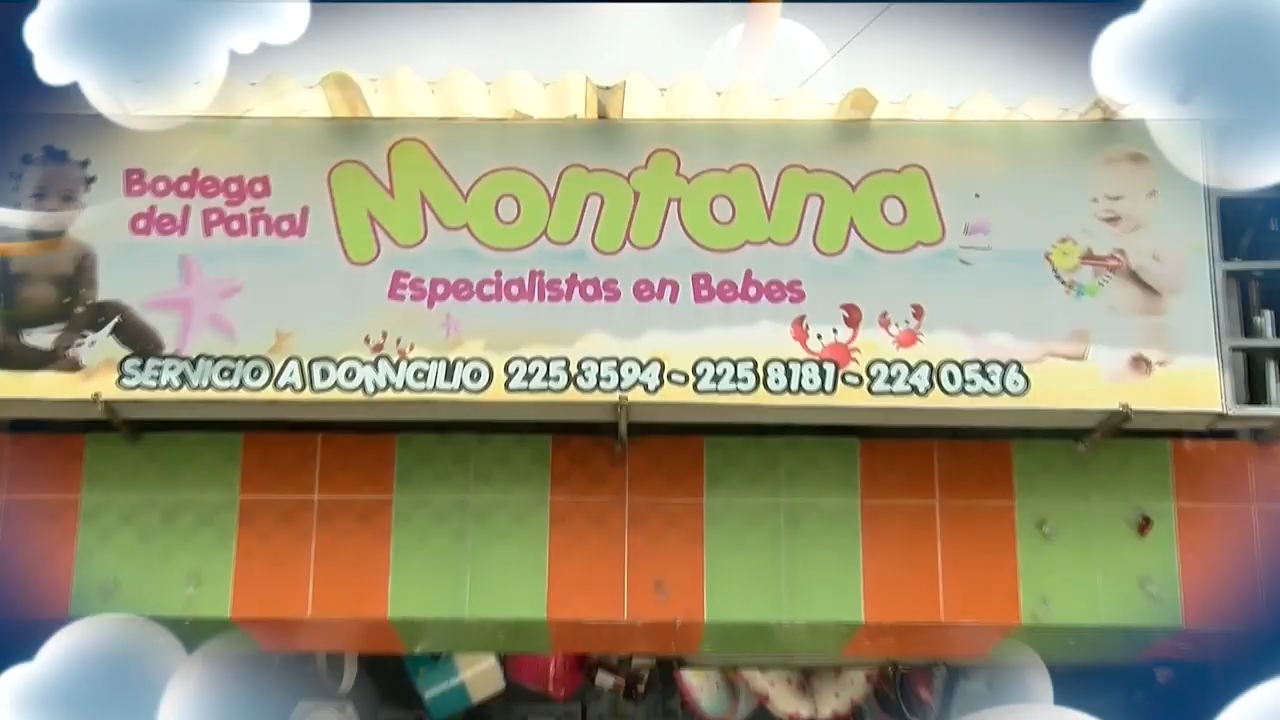 Bodega
del Pañal
Montana
Especialistas en Bebes
SERVICIO A DOMICILIO 225 3594 - 225 8181 - 224 0536